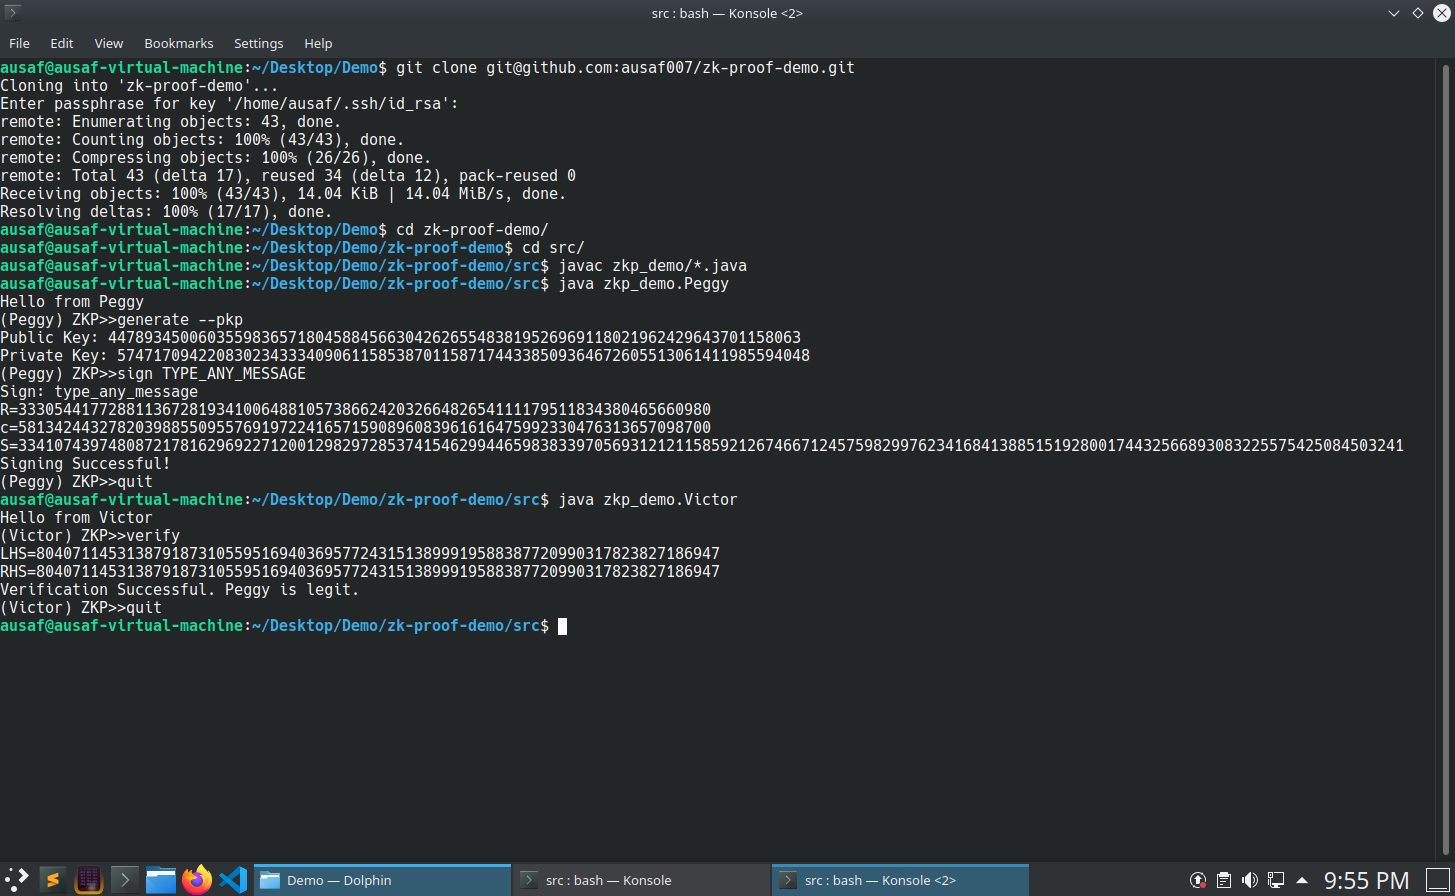 src : bash — Konsole <2>
File Edit View Bookmarks Settings Help
ausaf@ausaf-virtual-machine:~/Desktop/Demo$ git clone git@github.com:ausaf007/zk-proof-demo.git
Cloning into 'zk-proof-demo'...
Enter passphrase for key '/home/ausaf/.ssh/id_rsa':
remote: Enumerating objects: 43, done.
remote: Counting objects: 100% (43/43), done.
remote: Compressing objects: 100% (26/26), done.
remote: Total 43 (delta 17), reused 34 (delta 12), pack-reused 0
Receiving objects: 100% (43/43), 14.04 KiB | 14.04 MiB/s, done.
Resolving deltas: 100% (17/17), done.
ausaf@ausaf-virtual-machine:~/Desktop/Demo$ cd zk-proof-demo/
ausaf@ausaf-virtual-machine:~/Desktop/Demo/zk-proof-demo$ cd src/
ausaf@ausaf-virtual-machine:~/Desktop/Demo/zk-proof-demo/src$ javac zkp_demo/*.java
ausaf@ausaf-virtual-machine:~/Desktop/Demo/zk-proof-demo/src$ java zkp_demo.Peggy
Hello from Peggy
(Peggy) ZKP>>generate --pkp
Public Key: 44789345006035598365718045884566304262655483819526969118021962429643701158063
Private Key: 57471709422083023433340906115853870115871744338509364672605513061411985594048
(Peggy) ZKP>>sign TYPE_ANY_MESSAGE
Sign: type_any_message
R=33305441772881136728193410064881057386624203266482654111179511834380465660980
c=58134244327820398855095576919722416571590896083961616475992330476313657098700
S=3341074397480872178162969227120012982972853741546299446598383397056931212115859212674667124575982997623416841388515192800174432566893083225575425084503241
Signing Successful!
(Peggy) ZKP>>quit
ausaf@ausaf-virtual-machine:~/Desktop/Demo/zk-proof-demo/src$ java zkp_demo.Victor
Hello from Victor
(Victor) ZKP>>verify
LHS=80407114531387918731055951694036957724315138999195883877209903178238271​86947
RHS=80407114531387918731055951694036957724315138999195883877209903178238271​86947
Verification Successful. Peggy is legit.
(Victor) ZKP>>quit
ausaf@ausaf-virtual-machine:~/Desktop/Demo/zk-proof-demo/src$
Demo — Dolphin
src : bash — Konsole
src : bash — Konsole <2>
9:55 PM